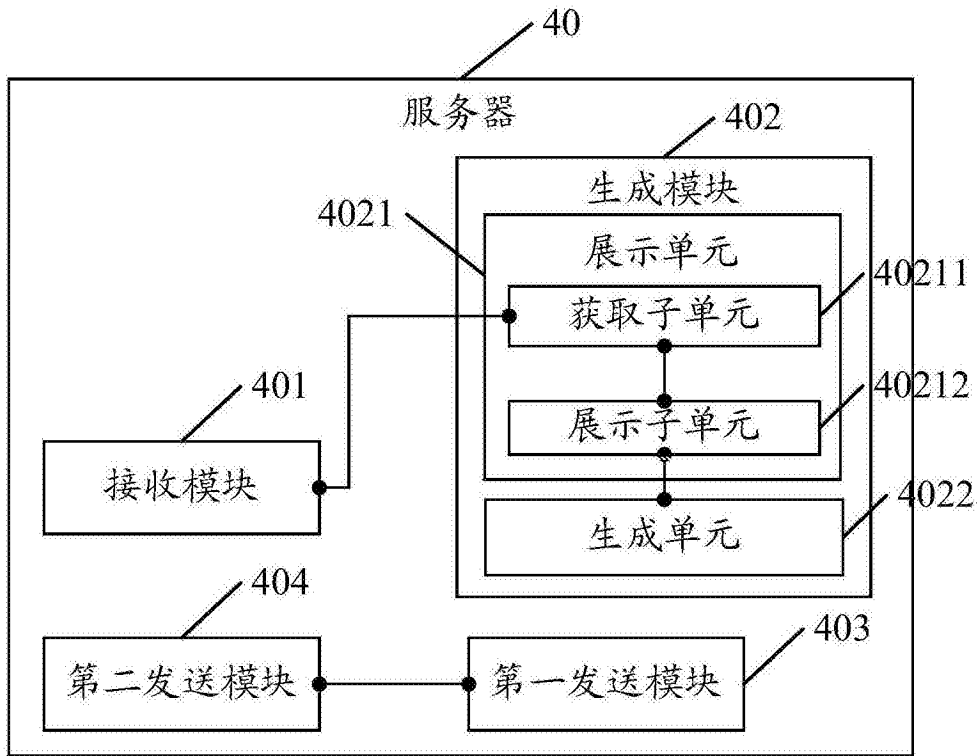 40
服务器
402
生成模块
4021
展示单元
40211
获取子单元
401
40212
展示子单元
接收模块
4022
生成单元
404
403
第二发送模块
第一发送模块